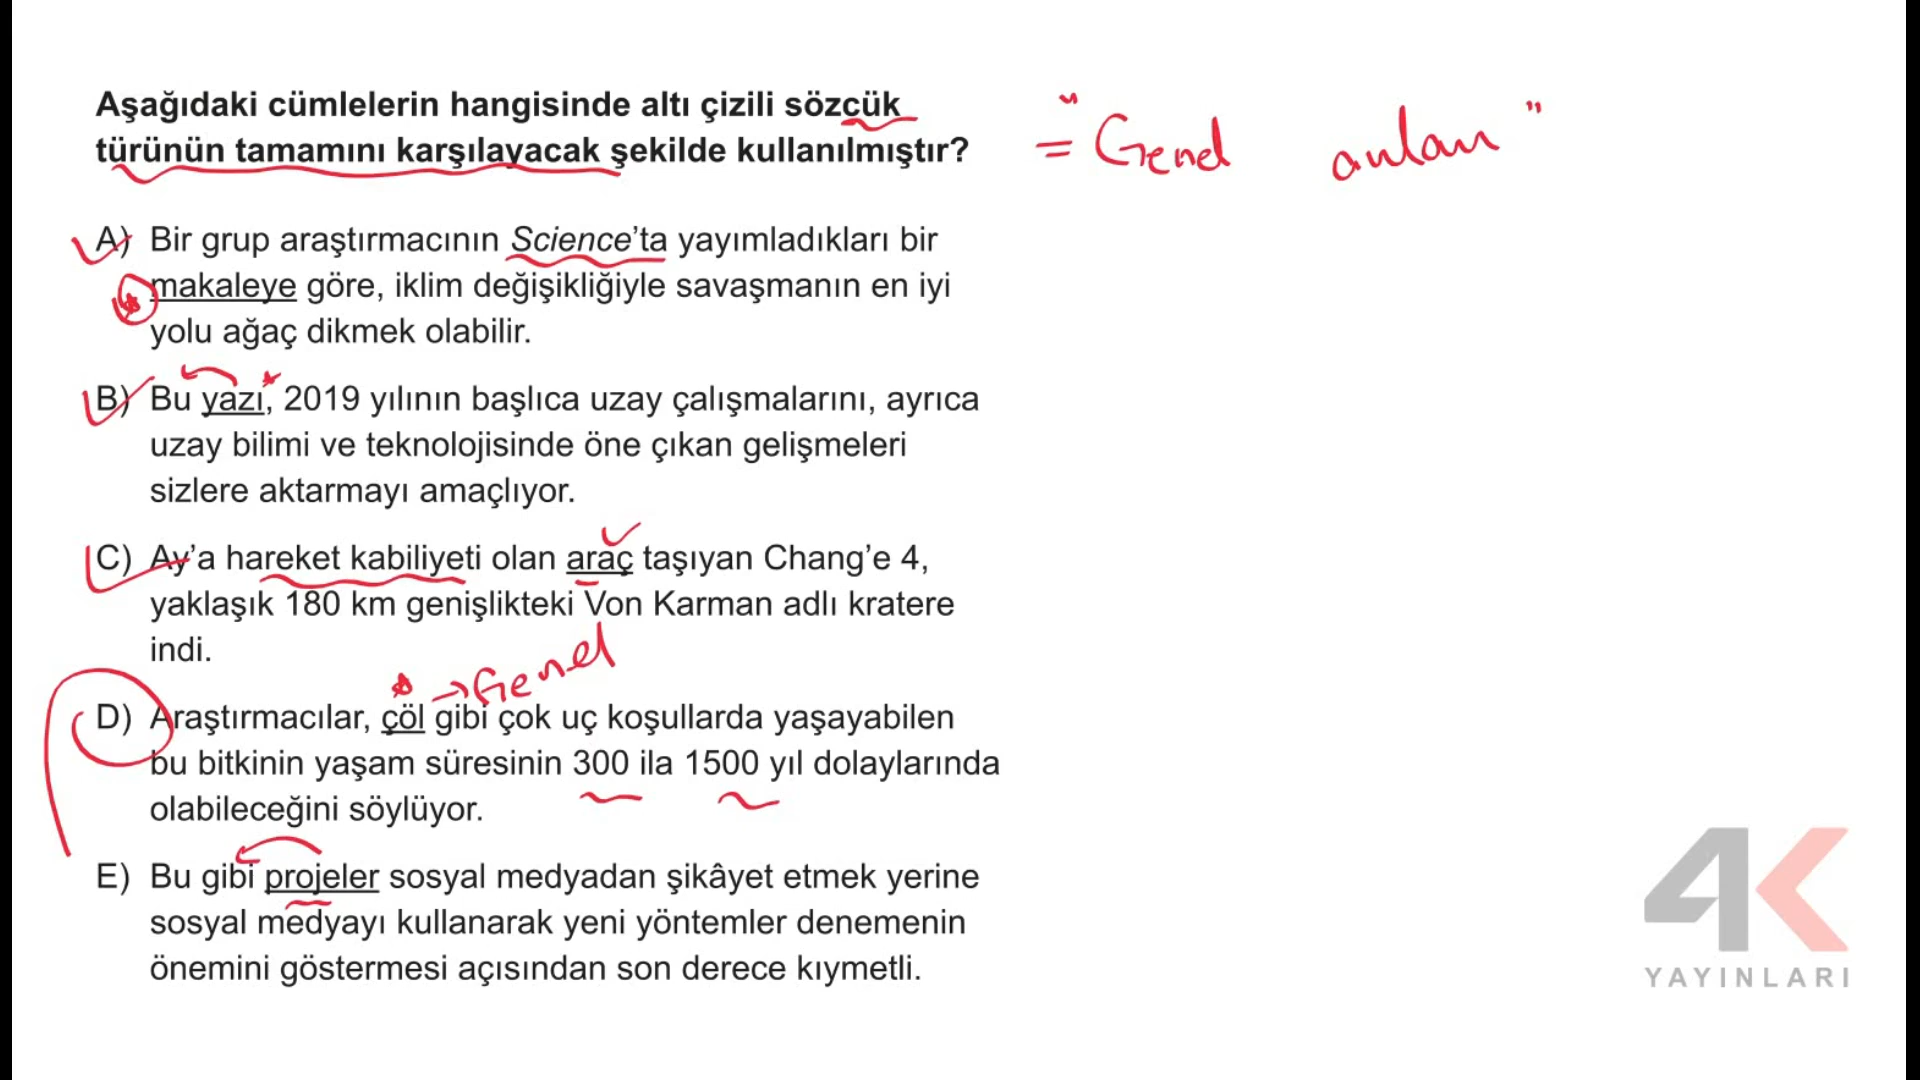 Aşağıdaki cümlelerin hangisinde altı çizili sözcük
türünün tamamını karşılayacak şekilde kullanılmıştır?
= "Genel anlam"
A) Bir grup araştırmacının Science'ta yayımladıkları bir
makaleye göre, iklim değişikliğiyle savaşmanın en iyi
yolu ağaç dikmek olabilir.
B) Bu yazı, 2019 yılının başlıca uzay çalışmalarını, ayrıca
uzay bilimi ve teknolojisinde öne çıkan gelişmeleri
sizlere aktarmayı amaçlıyor.
C) Ay'a hareket kabiliyeti olan araç taşıyan Chang'e 4,
yaklaşık 180 km genişlikteki Von Karman adlı kratere
indi.
→Genel
D) Araştırmacılar, çöl gibi çok uç koşullarda yaşayabilen
bu bitkinin yaşam süresinin 300 ila 1500 yıl dolaylarında
olabileceğini söylüyor.
E) Bu gibi projeler sosyal medyadan şikâyet etmek yerine
sosyal medyayı kullanarak yeni yöntemler denemenin
önemini göstermesi açısından son derece kıymetli.
4K
YAYINLARI